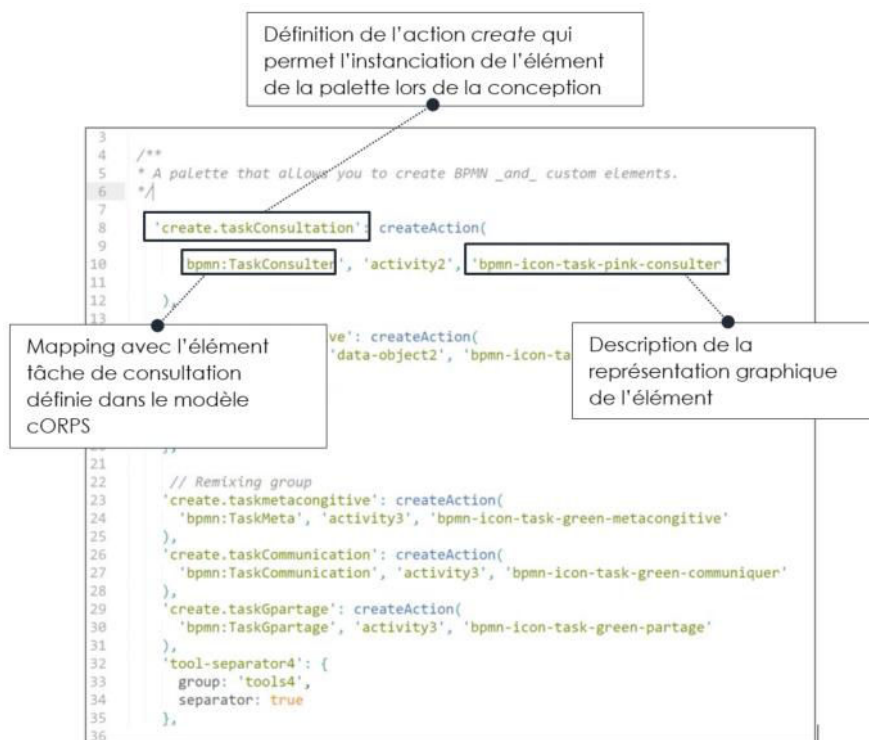 Définition de l'action create qui
permet l'instanciation de l'élément
de la palette lors de la conception
3
4 /**
5 * A palette that allows you to create BPMN _and_ custom elements.
6 */
7
8 'create.taskConsultation': createAction(
9
10 bpmn:TaskConsulter', 'activity2', 'bpmn-icon-task-pink-consulter'
11
12 ),
13
ve': createAction(
'data-object2', 'bpmn-icon-ta
Mapping avec l'élément
tâche de consultation
définie dans le modèle
cORPS
Description de la
représentation graphique
de l'élément
21
22 // Remixing group
23 'create.taskmetacongitive': createAction(
24 'bpmn:TaskMeta', 'activity3', 'bpmn-icon-task-green-metacongitive'
25 ),
26 'create.taskCommunication': createAction(
27 'bpmn:TaskCommunication', 'activity3', 'bpmn-icon-task-green-communiquer'
28 ),
29 'create.taskGpartage': createAction(
30 'bpmn:TaskGpartage', 'activity3', 'bpmn-icon-task-green-partage'
31 ),
32 'tool-separator4': {
33 group: 'tools4',
34 separator: true
35 },
36